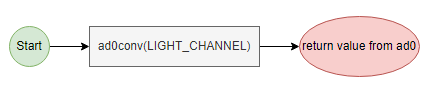 Start
ad0conv(LIGHT_CHANNEL)
return value from ad0